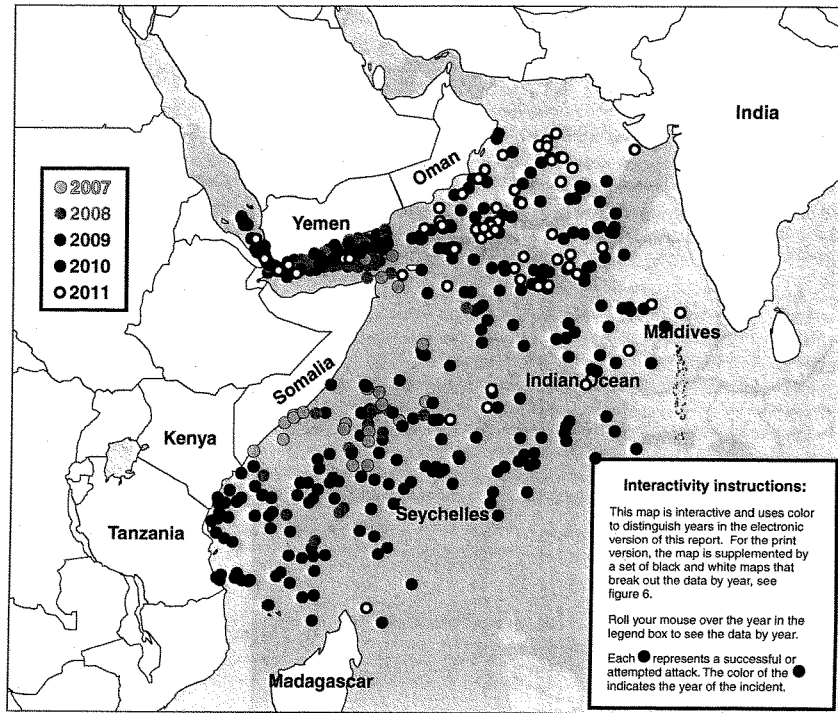 India
Oman
Yemen
2007
2008
2009
2010
2011
Maldives
Indian Ocean
Somalia
Kenya
Tanzania
Seychelles
Madagascar
Interactivity instructions:
This map is interactive and uses color
to distinguish years in the electronic
version of this report. For the print
version, the map is supplemented by
a set of black and white maps that
break out the data by year, see
figure 6.
Roll your mouse over the year in the
legend box to see the data by year.
Each ● represents a successful or
attempted attack. The color of the ●
indicates the year of the incident.